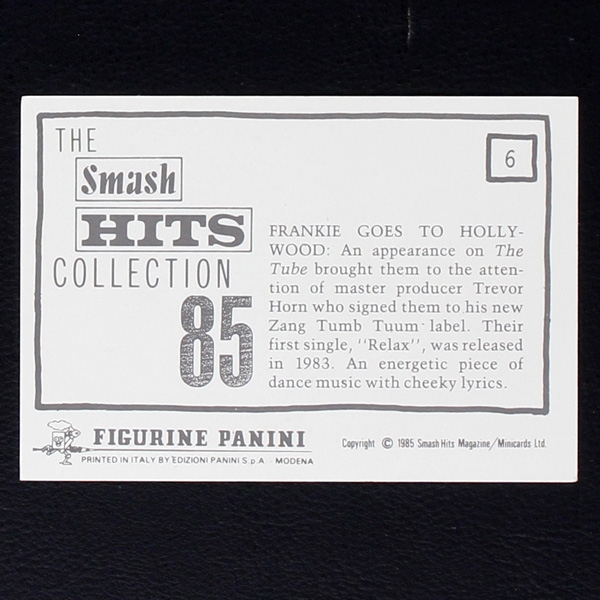 THE
Smash
HITS
COLLECTION
85
6
FRANKIE GOES TO HOLLY-
WOOD: An appearance on The
Tube brought them to the atten-
tion of master producer Trevor
Horn who signed them to his new
Zang Tumb Tuum label. Their
first single, "Relax", was released
in 1983. An energetic piece of
dance music with cheeky lyrics.
FIGURINE PANINI
PRINTED IN ITALY BY EDIZIONI PANINI S.p.A. - MODENA
Copyright © 1985 Smash Hits Magazine/Minicards Ltd.